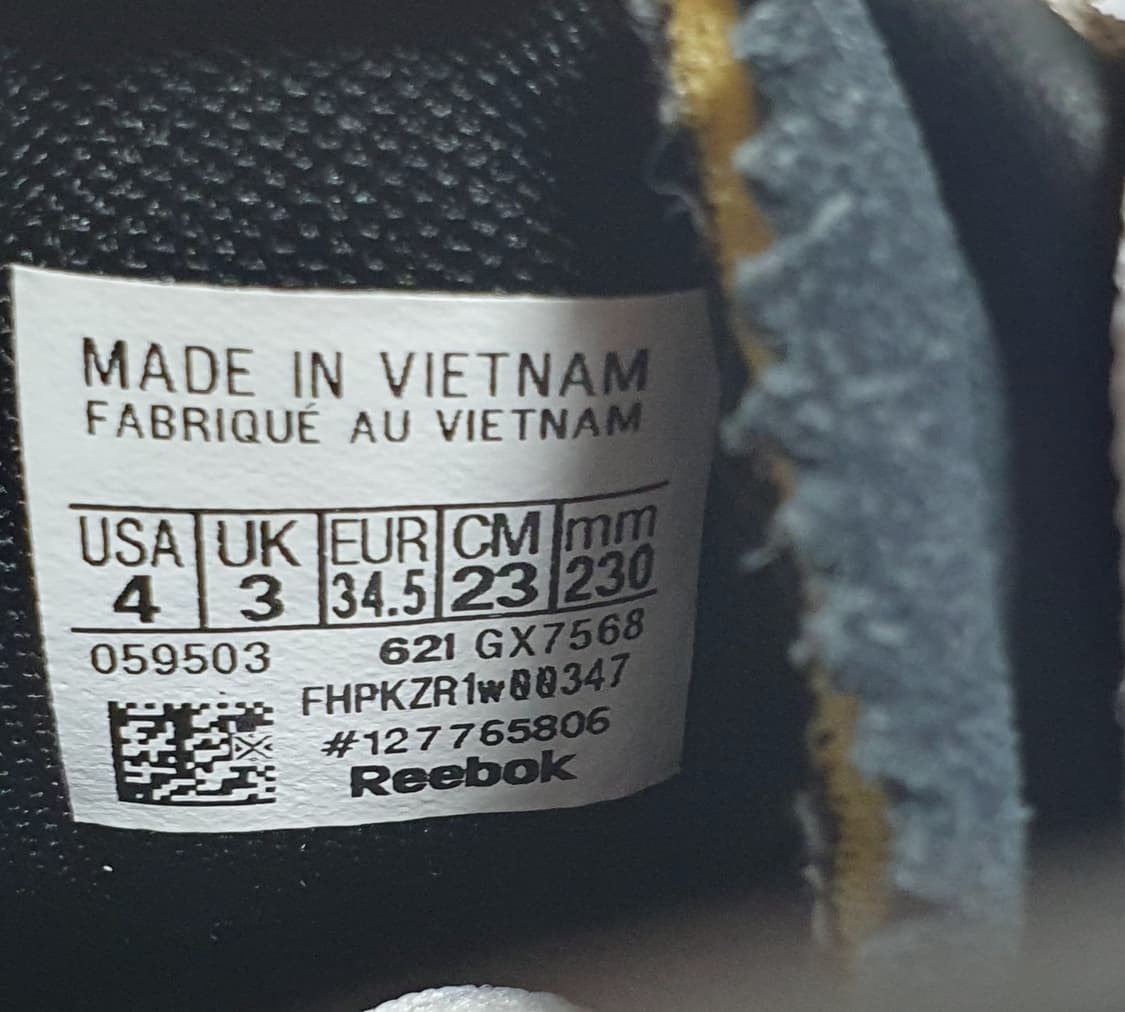 MADE IN VIETNAM
FABRIQUÉ AU VIETNAM
USA UK EUR CM mm
4 3 34.5 23 230
059503 621 GX7568
FHPKZR1w00347
#127765806
Reebok